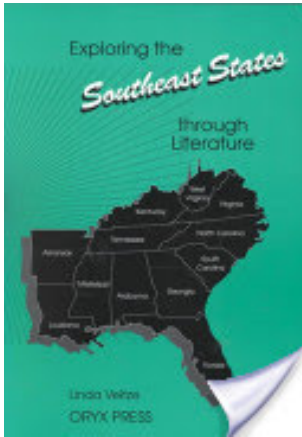 Exploring the
Southeast States
through
Literature
West
Virginia
Virginia
Kentucky
Tennessee
North Carolina
South
Carolina
Arkansas
Mississippi
Alabama
Georgia
Louisiana
Florida
Linda Veltze
ORYX PRESS